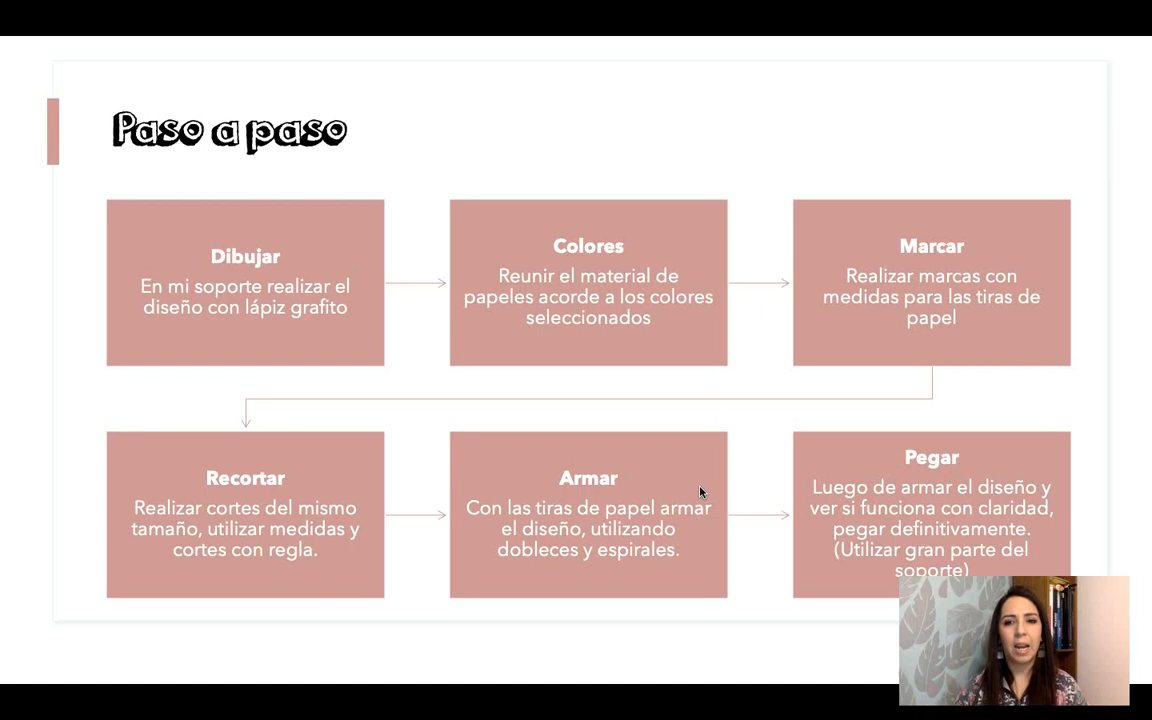 Paso a paso
Dibujar
En mi soporte realizar el
diseño con lápiz grafito
Colores
Reunir el material de
papeles acorde a los colores
seleccionados
Marcar
Realizar marcas con
medidas para las tiras de
papel
Recortar
Realizar cortes del mismo
tamaño, utilizar medidas y
cortes con regla.
Armar
Con las tiras de papel armar
el diseño, utilizando
dobleces y espirales.
Pegar
Luego de armar el diseño y
ver si funciona con claridad,
pegar definitivamente.
(Utilizar gran parte del
soporte)